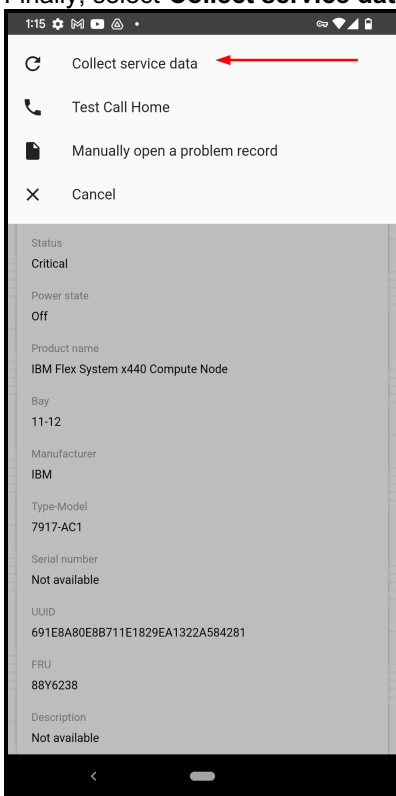 Finally, select Collect service dat
1:15
Collect service data
Test Call Home
Manually open a problem record
Cancel
Status
Critical
Power state
Off
Product name
IBM Flex System x440 Compute Node
Bay
11-12
Manufacturer
IBM
Type-Model
7917-AC1
Serial number
Not available
UUID
691E8A80E8B711E1829EA1322A584281
FRU
88Y6238
Description
Not available